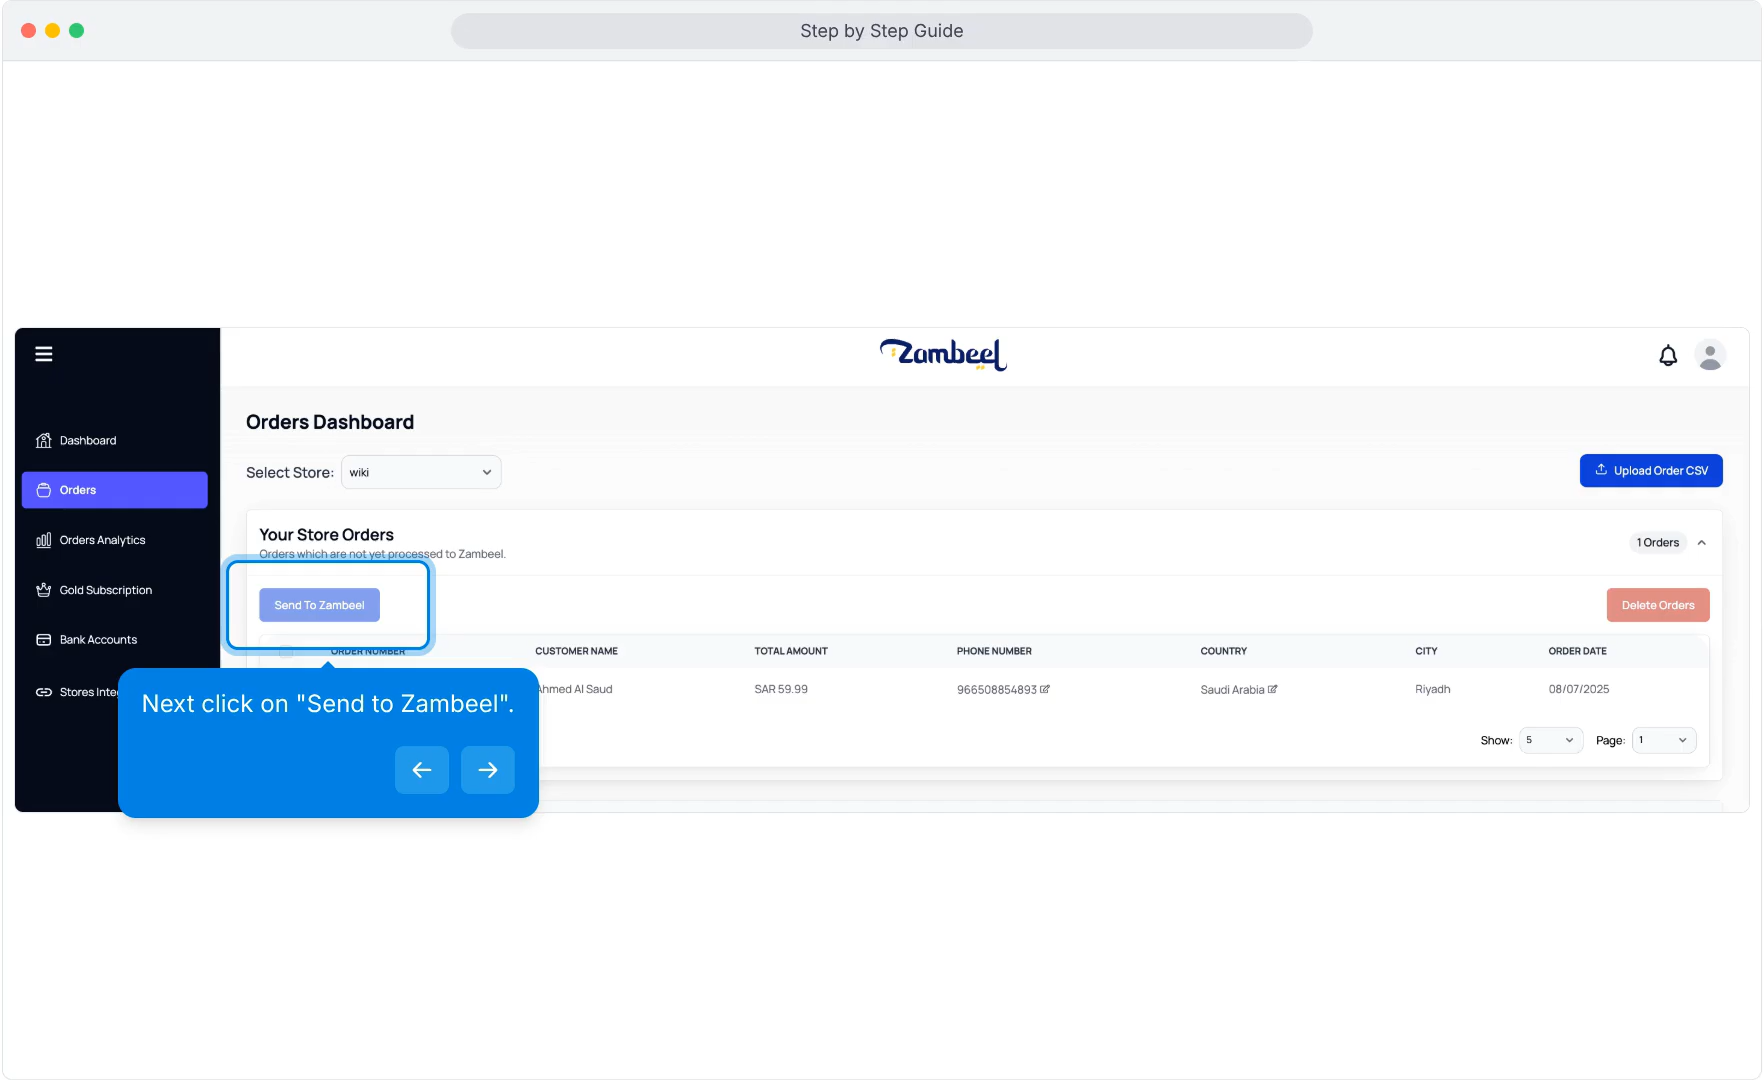 Step by Step Guide
Zambeel
Orders Dashboard
Dashboard
Select Store: wiki
Upload Order CSV
Orders
Your Store Orders
Orders which are not yet processed to Zambeel.
1 Orders
Orders Analytics
Gold Subscription
Send To Zambeel
Delete Orders
Bank Accounts
ORDER NUMBER CUSTOMER NAME TOTAL AMOUNT PHONE NUMBER COUNTRY CITY ORDER DATE
Stores
Ahmed Al Saud SAR 59.99 966508854893 Saudi Arabia Riyadh 08/07/2025
Next click on "Send to Zambeel".
Show: 5 Page: 1